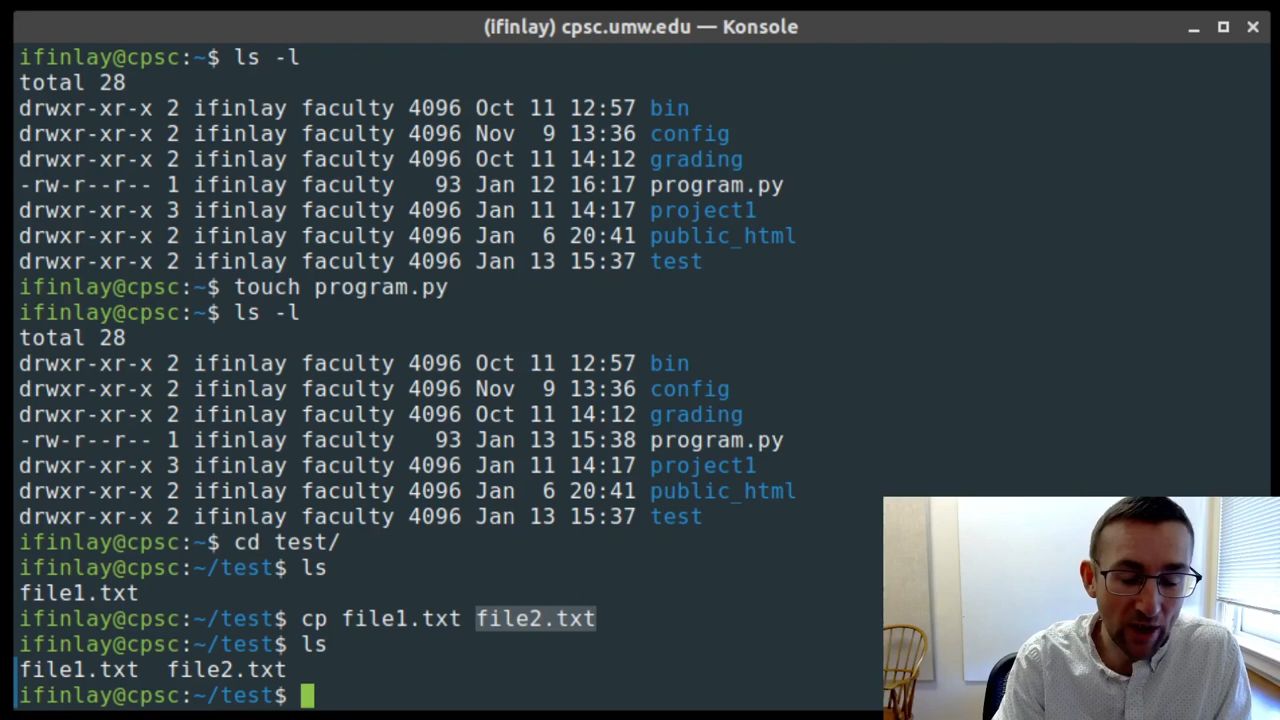 (ifinlay) cpsc.umw.edu — Konsole
ifinlay@cpsc:~$ ls -l
total 28
drwxr-xr-x 2 ifinlay faculty 4096 Oct 11 12:57 bin
drwxr-xr-x 2 ifinlay faculty 4096 Nov  9 13:36 config
drwxr-xr-x 2 ifinlay faculty 4096 Oct 11 14:12 grading
-rw-r--r-- 1 ifinlay faculty   93 Jan 12 16:17 program.py
drwxr-xr-x 3 ifinlay faculty 4096 Jan 11 14:17 project1
drwxr-xr-x 2 ifinlay faculty 4096 Jan  6 20:41 public_html
drwxr-xr-x 2 ifinlay faculty 4096 Jan 13 15:37 test
ifinlay@cpsc:~$ touch program.py
ifinlay@cpsc:~$ ls -l
total 28
drwxr-xr-x 2 ifinlay faculty 4096 Oct 11 12:57 bin
drwxr-xr-x 2 ifinlay faculty 4096 Nov  9 13:36 config
drwxr-xr-x 2 ifinlay faculty 4096 Oct 11 14:12 grading
-rw-r--r-- 1 ifinlay faculty   93 Jan 13 15:38 program.py
drwxr-xr-x 3 ifinlay faculty 4096 Jan 11 14:17 project1
drwxr-xr-x 2 ifinlay faculty 4096 Jan  6 20:41 public_html
drwxr-xr-x 2 ifinlay faculty 4096 Jan 13 15:37 test
ifinlay@cpsc:~$ cd test/
ifinlay@cpsc:~/test$ ls
file1.txt
ifinlay@cpsc:~/test$ cp file1.txt file2.txt
ifinlay@cpsc:~/test$ ls
file1.txt  file2.txt
ifinlay@cpsc:~/test$